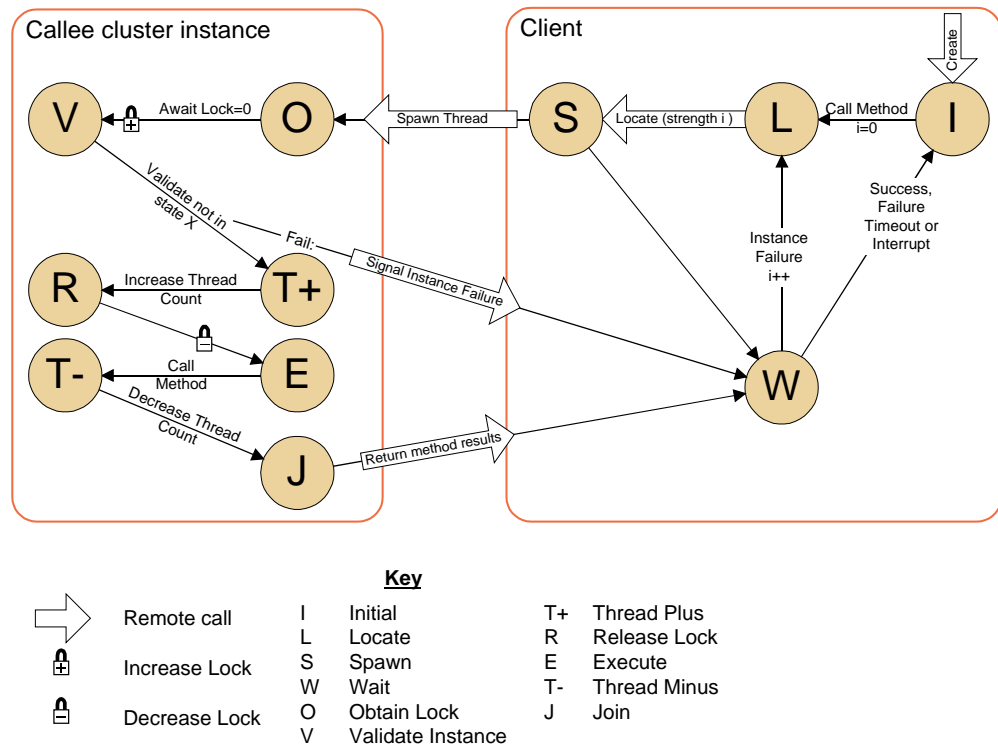 Callee cluster instance
Client
Create
V
Await Lock=0
O
Spawn Thread
S
Locate (strength i )
L
Call Method
i=0
I
Validate not in
state X
Fail:
Signal Instance Failure
Success,
Failure
Timeout or
Interrupt
Instance
Failure
i++
R
Increase Thread
Count
T+
T-
Call
Method
E
W
Decrease Thread
Count
J
Return method results
Key
Remote call
Increase Lock
Decrease Lock
I Initial
L Locate
S Spawn
W Wait
O Obtain Lock
V Validate Instance
T+ Thread Plus
R Release Lock
E Execute
T- Thread Minus
J Join